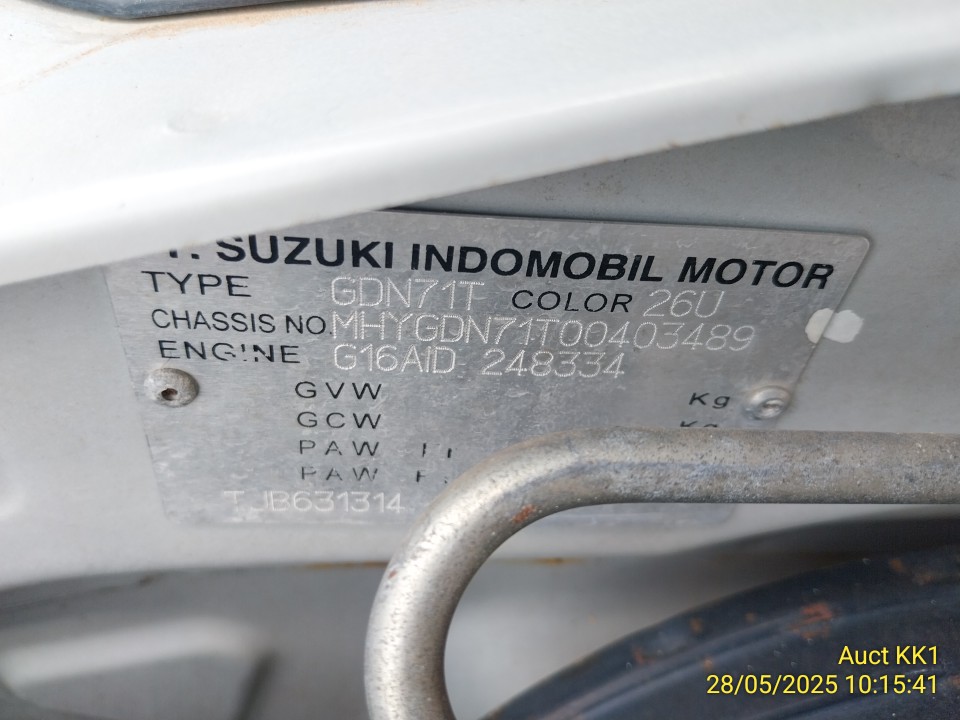 T. SUZUKI INDOMOBIL MOTOR
TYPE GDN71T COLOR 26U
CHASSIS NO. MHYGDN71T00403489
ENGINE G16AID 248334
GVW Kg
GCW Kg
PAW
PAW
TJB631314
Auct KK1
28/05/2025 10:15:41